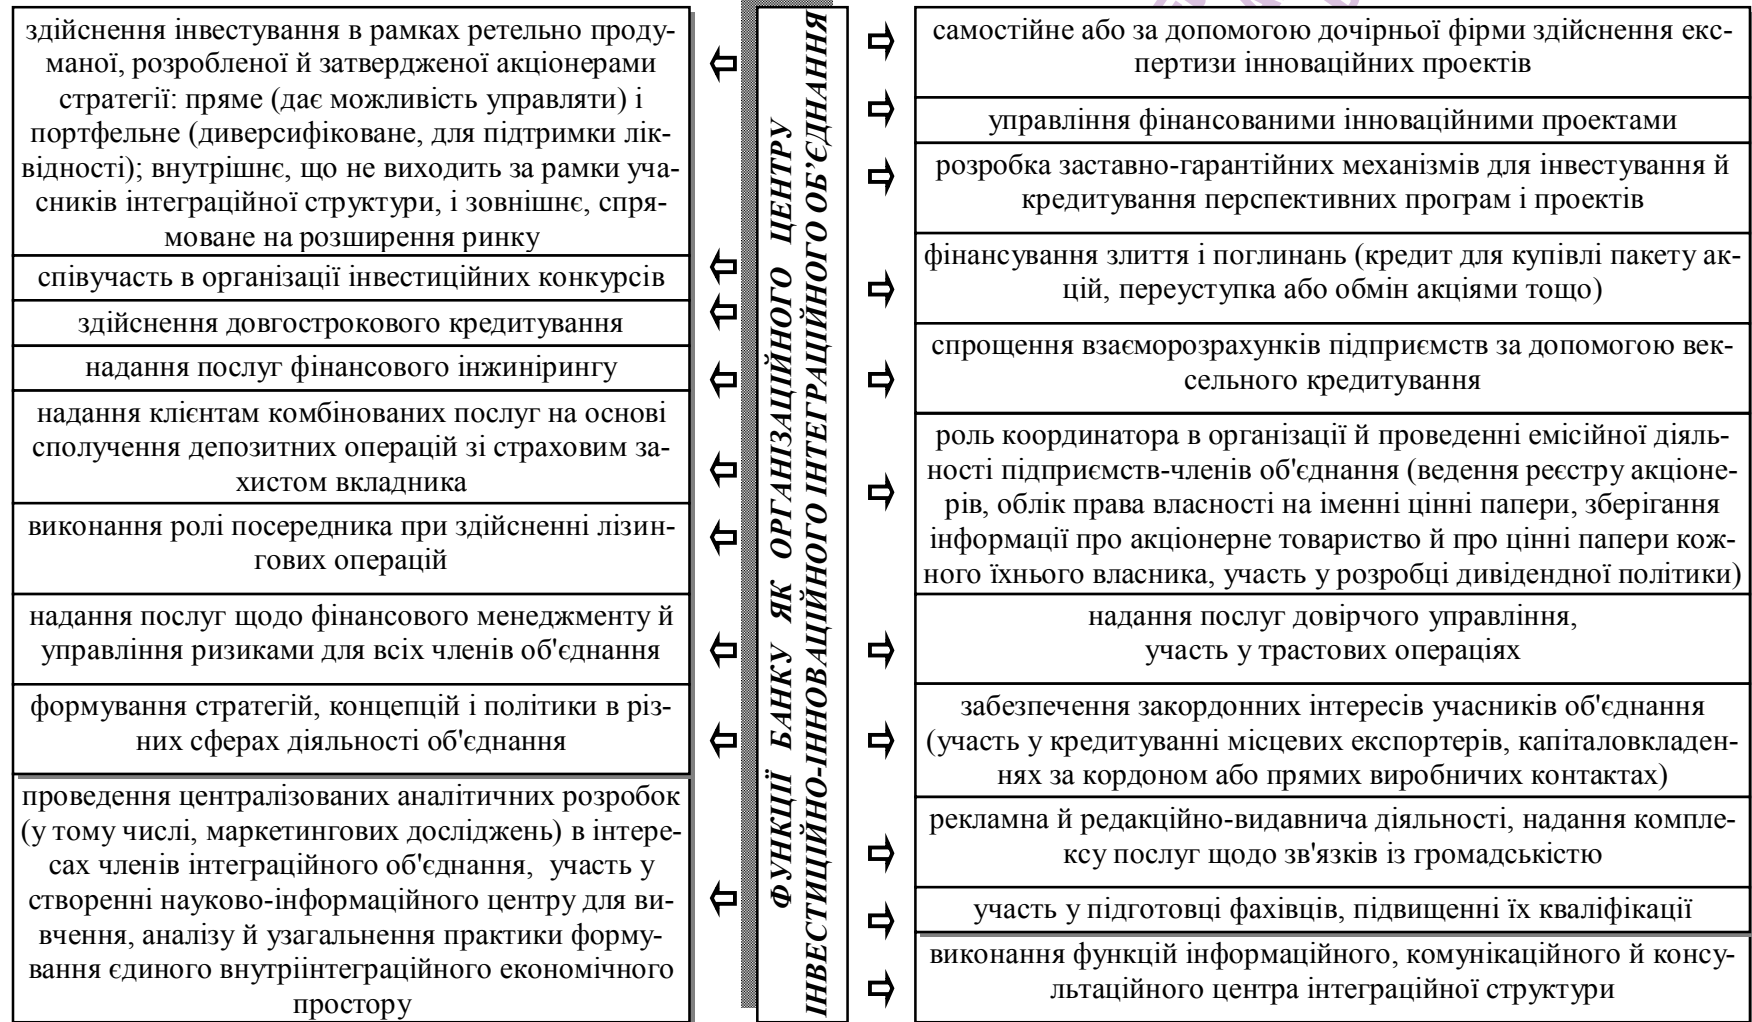 здійснення інвестування в рамках ретельно проду-
маної, розробленої й затвердженої акціонерами
стратегії: пряме (дає можливість управляти) і
портфельне (диверсифіковане, для підтримки лік-
відності); внутрішнє, що не виходить за рамки уча-
сників інтеграційної структури, і зовнішнє, спря-
моване на розширення ринку
співучасть в організації інвестиційних конкурсів
здійснення довгострокового кредитування
надання послуг фінансового інжинірингу
надання клієнтам комбінованих послуг на основі
сполучення депозитних операцій зі страховим за-
хистом вкладника
виконання ролі посередника при здійсненні лізин-
гових операцій
надання послуг щодо фінансового менеджменту й
управління ризиками для всіх членів об'єднання
формування стратегій, концепцій і політики в різ-
них сферах діяльності об'єднання
проведення централізованих аналітичних розробок
(у тому числі, маркетингових досліджень) в інтере-
сах членів інтеграційного об'єднання, участь у
створенні науково-інформаційного центру для ви-
вчення, аналізу й узагальнення практики форму-
вання єдиного внутріінтеграційного економічного
простору
ФУНКЦІЇ БАНКУ ЯК ОРГАНІЗАЦІЙНОГО ЦЕНТРУ
ІНВЕСТИЦІЙНО-ІННОВАЦІЙНОГО ІНТЕГРАЦІЙНОГО ОБ'ЄДНАННЯ
самостійне або за допомогою дочірньої фірми здійснення екс-
пертизи інноваційних проектів
управління фінансованими інноваційними проектами
розробка заставно-гарантійних механізмів для інвестування й
кредитування перспективних програм і проектів
фінансування злиття і поглинань (кредит для купівлі пакету ак-
цій, переуступка або обмін акціями тощо)
спрощення взаєморозрахунків підприємств за допомогою век-
сельного кредитування
роль координатора в організації й проведенні емісійної діяль-
ності підприємств-членів об'єднання (ведення реєстру акціоне-
рів, облік права власності на іменні цінні папери, зберігання
інформації про акціонерне товариство й про цінні папери кож-
ного їхнього власника, участь у розробці дивідендної політики)
надання послуг довірчого управління,
участь у трастових операціях
забезпечення закордонних інтересів учасників об'єднання
(участь у кредитуванні місцевих експортерів, капіталовкладен-
нях за кордоном або прямих виробничих контактах)
рекламна й редакційно-видавнича діяльності, надання компле-
ксу послуг щодо зв'язків із громадськістю
участь у підготовці фахівців, підвищенні їх кваліфікації
виконання функцій інформаційного, комунікаційного й консу-
льтаційного центра інтеграційної структури